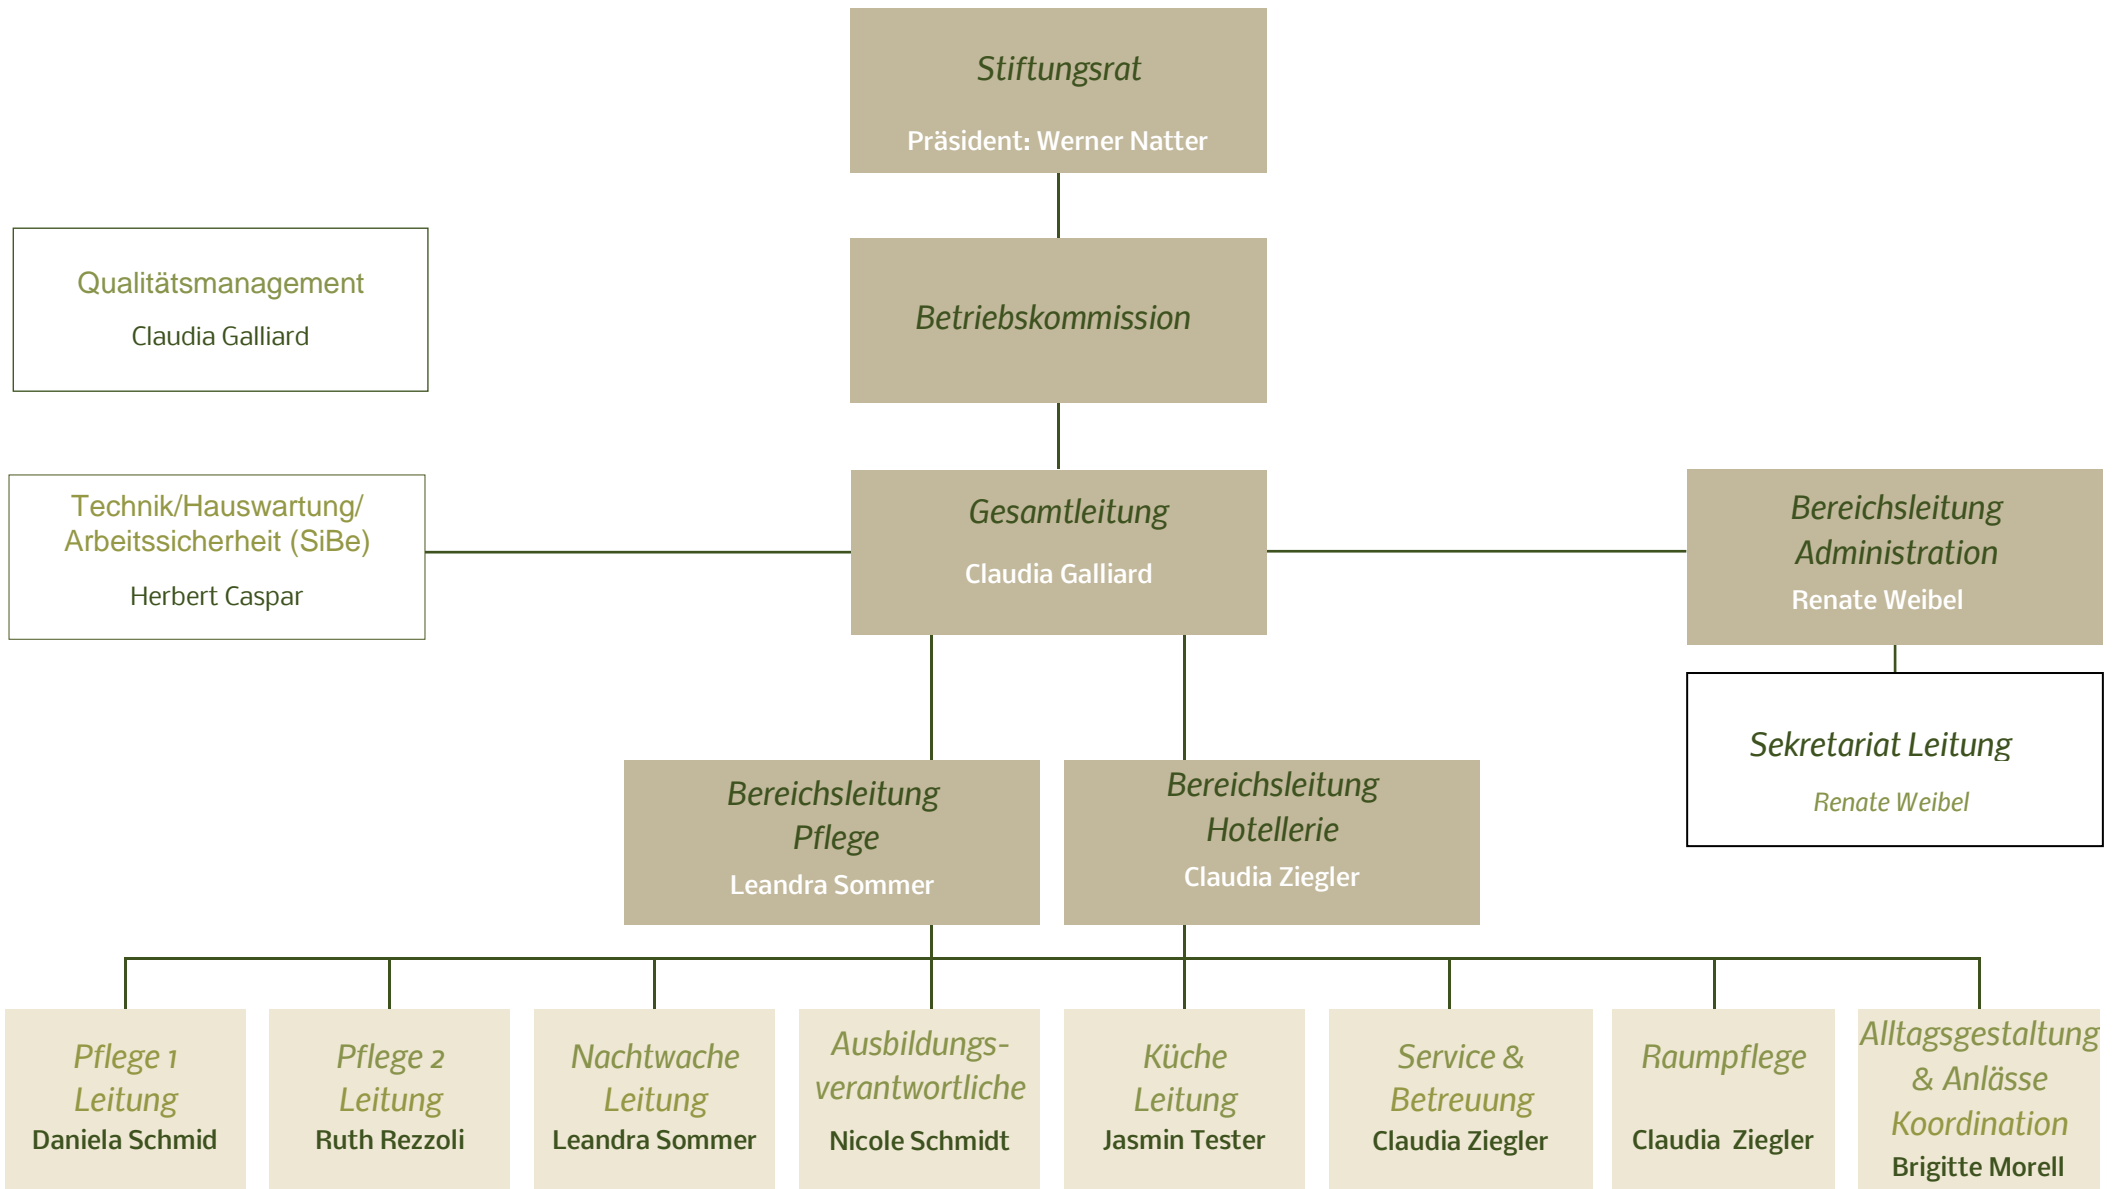 Stiftungsrat
Präsident: Werner Natter
Qualitätsmanagement
Claudia Galliard
Betriebskommission
Technik/Hauswartung/
Arbeitssicherheit (SiBe)
Herbert Caspar
Gesamtleitung
Claudia Galliard
Bereichsleitung
Administration
Renate Weibel
Sekretariat Leitung
Renate Weibel
Bereichsleitung
Pflege
Leandra Sommer
Bereichsleitung
Hotellerie
Claudia Ziegler
Pflege 1
Leitung
Daniela Schmid
Pflege 2
Leitung
Ruth Rezzoli
Nachtwache
Leitung
Leandra Sommer
Ausbildungs-
verantwortliche
Nicole Schmidt
Küche
Leitung
Jasmin Tester
Service &
Betreuung
Claudia Ziegler
Raumpflege
Claudia Ziegler
Alltagsgestaltung
& Anlässe
Koordination
Brigitte Morell